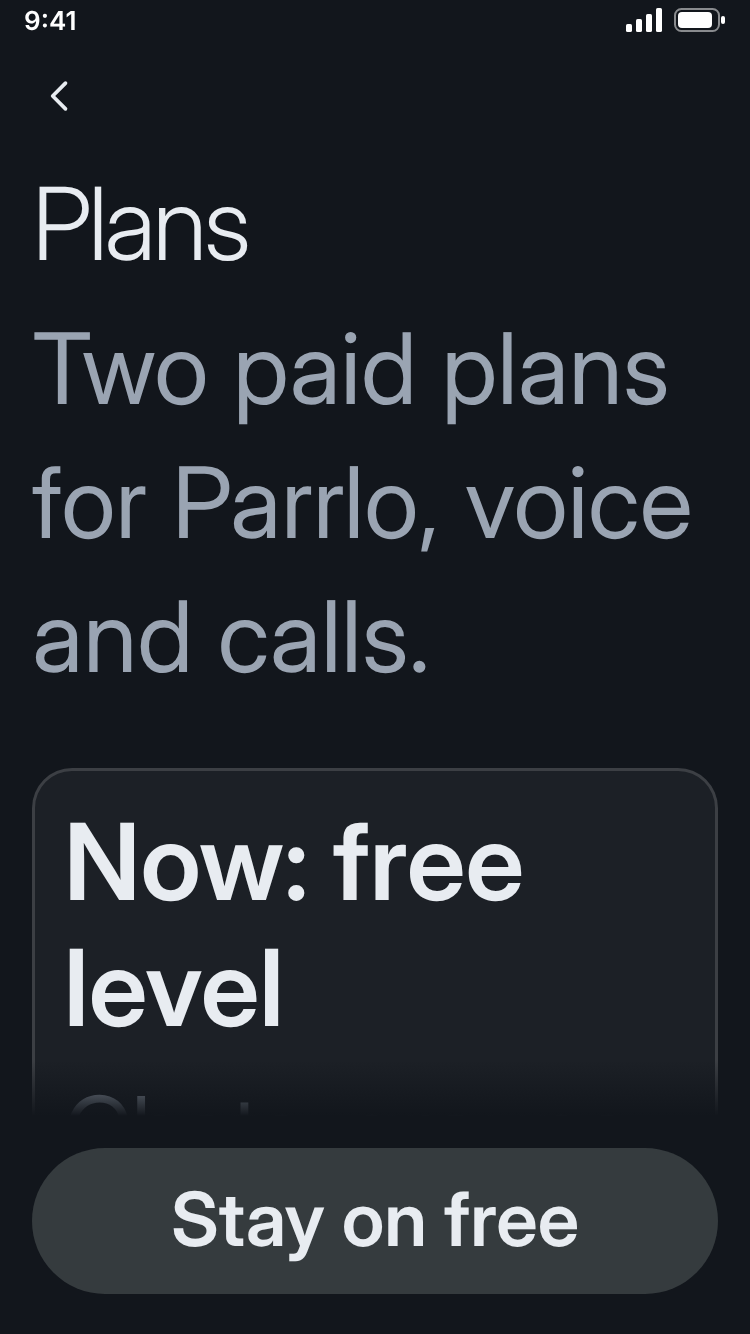 9:41
Plans
Two paid plans
for Parrlo, voice
and calls.
Now: free
level
Stay on free